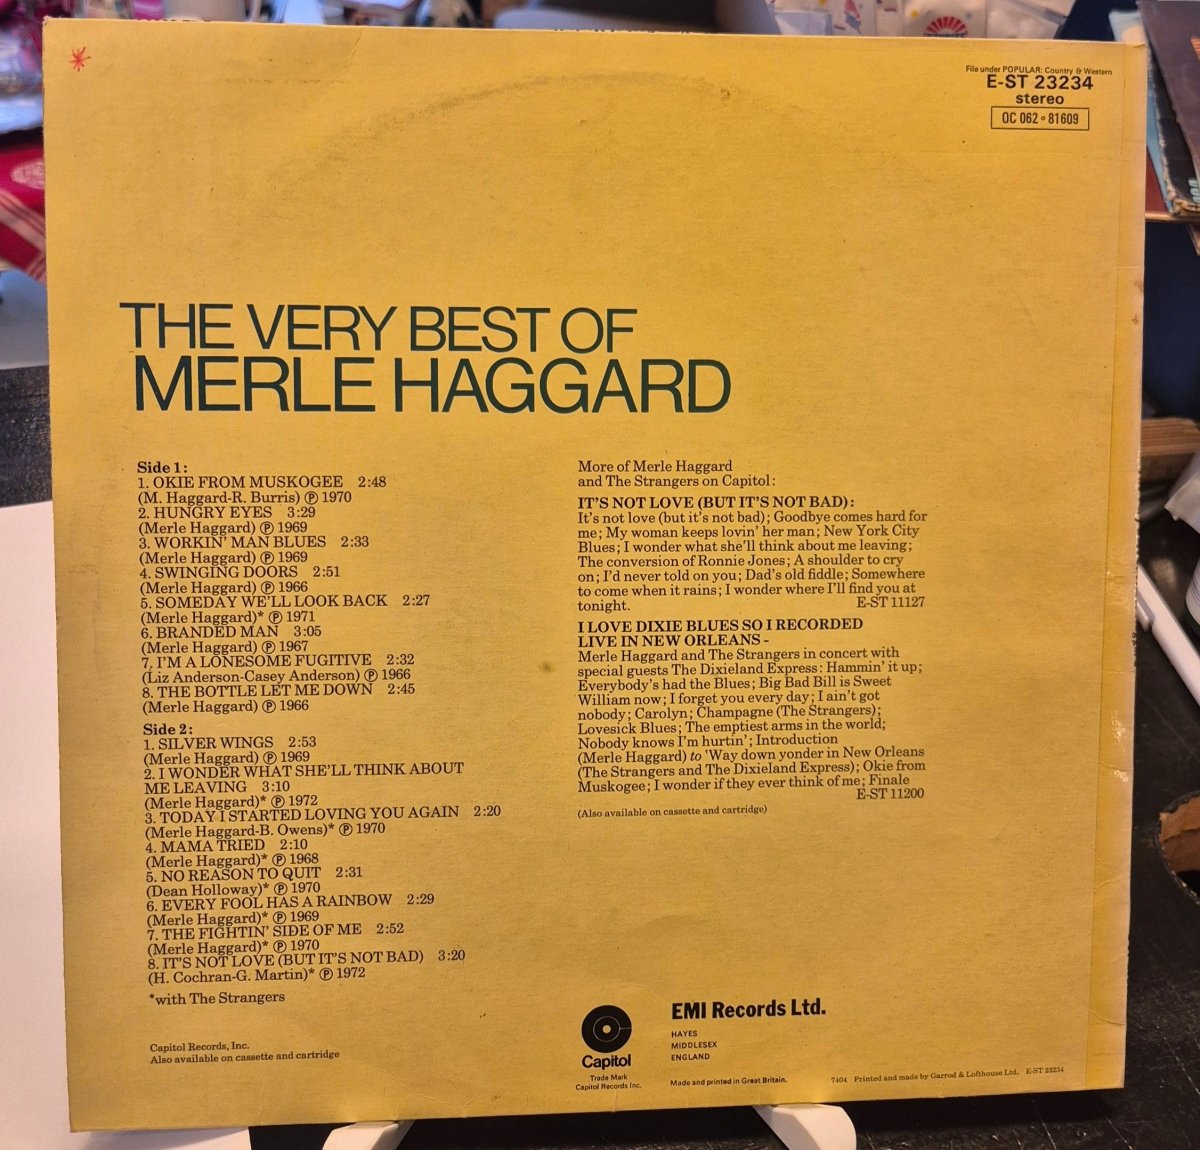 File under POPULAR: Country & Western
E-ST 23234
stereo
OC 062 ∘ 81609
THE VERY BEST OF
MERLE HAGGARD
Side 1:
1. OKIE FROM MUSKOGEE 2:48
(M. Haggard-R. Burris) Ⓟ 1970
2. HUNGRY EYES 3:29
(Merle Haggard) Ⓟ 1969
3. WORKIN' MAN BLUES 2:33
(Merle Haggard) Ⓟ 1969
4. SWINGING DOORS 2:51
(Merle Haggard) Ⓟ 1966
5. SOMEDAY WE'LL LOOK BACK 2:27
(Merle Haggard)* Ⓟ 1971
6. BRANDED MAN 3:05
(Merle Haggard) Ⓟ 1967
7. I'M A LONESOME FUGITIVE 2:32
(Liz Anderson-Casey Anderson) Ⓟ 1966
8. THE BOTTLE LET ME DOWN 2:45
(Merle Haggard) Ⓟ 1966
Side 2:
1. SILVER WINGS 2:53
(Merle Haggard) Ⓟ 1969
2. I WONDER WHAT SHE'LL THINK ABOUT
ME LEAVING 3:10
(Merle Haggard)* Ⓟ 1972
3. TODAY I STARTED LOVING YOU AGAIN 2:20
(Merle Haggard-B. Owens)* Ⓟ 1970
4. MAMA TRIED 2:10
(Merle Haggard)* Ⓟ 1968
5. NO REASON TO QUIT 2:31
(Dean Holloway)* Ⓟ 1970
6. EVERY FOOL HAS A RAINBOW 2:29
(Merle Haggard)* Ⓟ 1969
7. THE FIGHTIN' SIDE OF ME 2:52
(Merle Haggard)* Ⓟ 1970
8. IT'S NOT LOVE (BUT IT'S NOT BAD) 3:20
(H. Cochran-G. Martin)* Ⓟ 1972
*with The Strangers
Capitol Records, Inc.
Also available on cassette and cartridge
More of Merle Haggard
and The Strangers on Capitol:
IT'S NOT LOVE (BUT IT'S NOT BAD):
It's not love (but it's not bad); Goodbye comes hard for
me; My woman keeps lovin' her man; New York City
Blues; I wonder what she'll think about me leaving;
The conversion of Ronnie Jones; A shoulder to cry
on; I'd never told on you; Dad's old fiddle; Somewhere
to come when it rains; I wonder where I'll find you at
tonight. E-ST 11127
I LOVE DIXIE BLUES SO I RECORDED
LIVE IN NEW ORLEANS -
Merle Haggard and The Strangers in concert with
special guests The Dixieland Express: Hammin' it up;
Everybody's had the Blues; Big Bad Bill is Sweet
William now; I forget you every day; I ain't got
nobody; Carolyn; Champagne (The Strangers);
Lovesick Blues; The emptiest arms in the world;
Nobody knows I'm hurtin'; Introduction
(Merle Haggard) to 'Way down yonder in New Orleans
(The Strangers and The Dixieland Express); Okie from
Muskogee; I wonder if they ever think of me; Finale
E-ST 11200
(Also available on cassette and cartridge)
Capitol
Trade Mark
Capitol Records Inc.
EMI Records Ltd.
HAYES
MIDDLESEX
ENGLAND
Made and printed in Great Britain.
7404 Printed and made by Garrod & Lofthouse Ltd. E-ST 23234